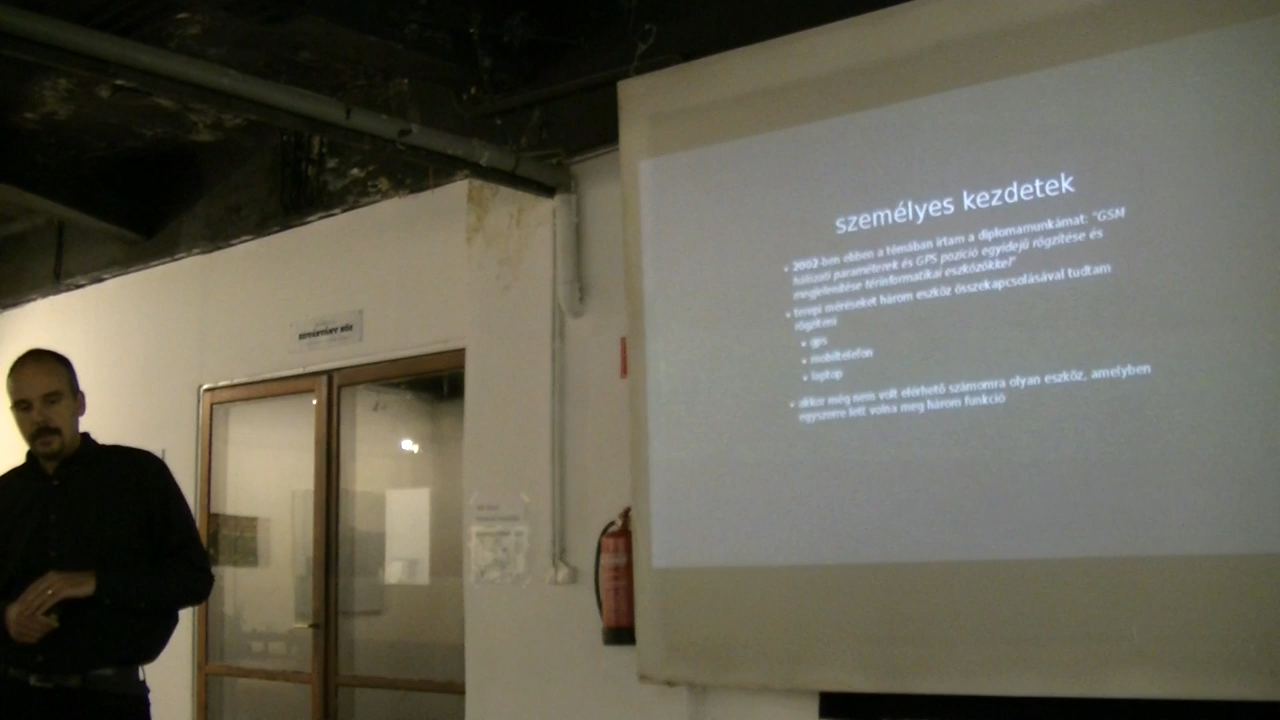 személyes kezdetek
2002-ben ebben a témában írtam a diplomamunkámat: "GSM
hálózati paraméterek és GPS pozíció egyidejű rögzítése és
megjelenítése térinformatikai eszközökkel"
terepi méréseket három eszköz összekapcsolásával tudtam
rögzíteni
gps
mobiltelefon
laptop
akkor még nem volt elérhető számomra olyan eszköz, amelyben
egyszerre lett volna meg három funkció